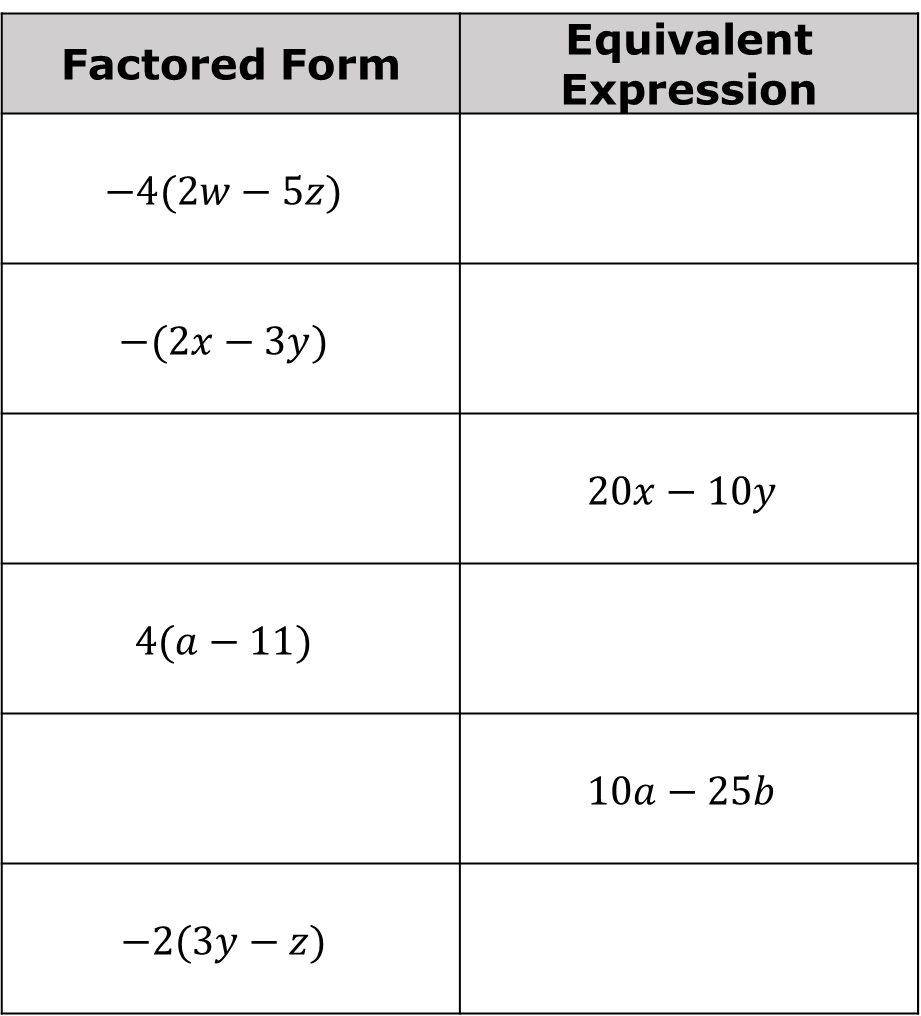 Factored Form
Equivalent
Expression
−4(2w − 5z)
−(2x − 3y)
20x − 10y
4(a − 11)
10a − 25b
−2(3y − z)